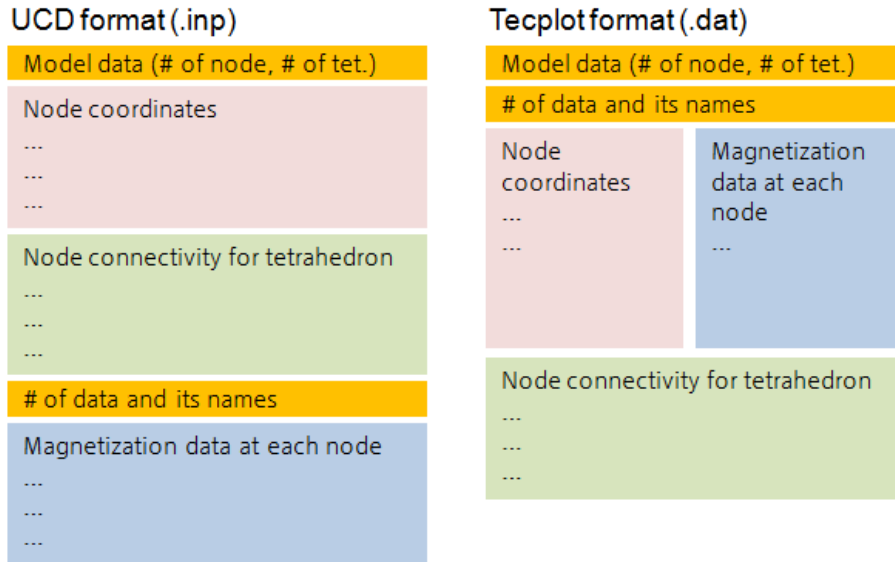 UCD format (.inp)
Model data (# of node, # of tet.)
Node coordinates
...
...
...
Node connectivity for tetrahedron
...
...
...
# of data and its names
Magnetization data at each node
...
...
...
Tecplot format (.dat)
Model data (# of node, # of tet.)
# of data and its names
Node
coordinates
...
...
Magnetization
data at each
node
...
Node connectivity for tetrahedron
...
...
...